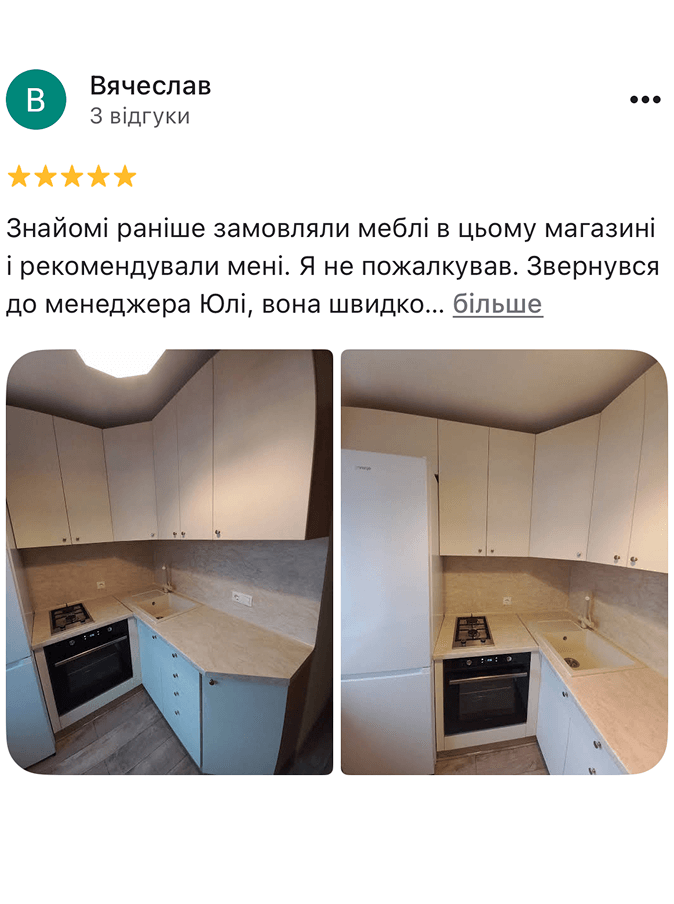 В
Вячеслав
3 відгуки
Знайомі раніше замовляли меблі в цьому магазині
і рекомендували мені. Я не пожалкував. Звернувся
до менеджера Юлі, вона швидко... більше